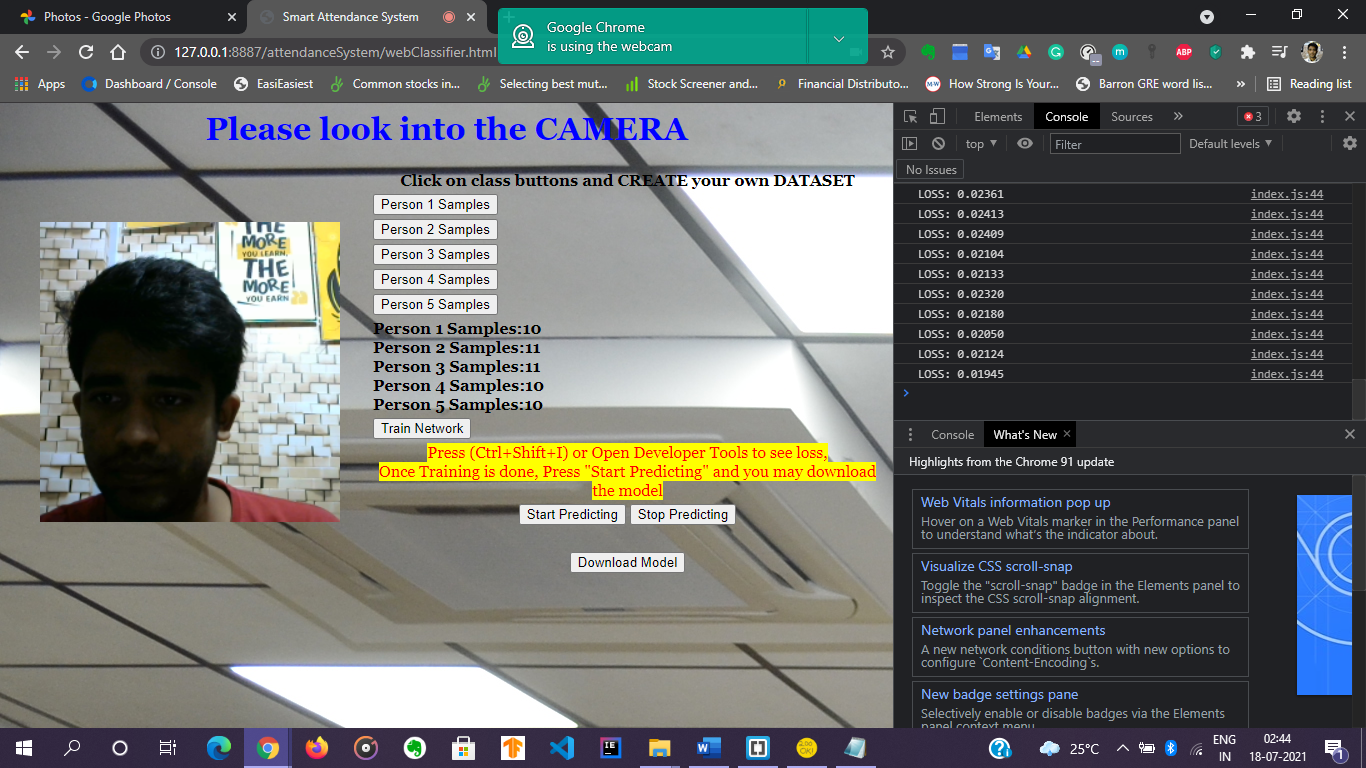 Photos - Google Photos
Smart Attendance System
Google Chrome
is using the webcam
127.0.0.1:8887/attendanceSystem/webClassifier.html
ABP
m
Apps
Dashboard / Console
EasiEasiest
Common stocks in...
Selecting best mut...
Stock Screener and...
Financial Distributo...
How Strong Is Your...
Barron GRE word lis...
»
Reading list
Please look into the CAMERA
Click on class buttons and CREATE your own DATASET
Person 1 Samples
Person 2 Samples
Person 3 Samples
Person 4 Samples
Person 5 Samples
Person 1 Samples:10
Person 2 Samples:11
Person 3 Samples:11
Person 4 Samples:10
Person 5 Samples:10
Train Network
Press (Ctrl+Shift+I) or Open Developer Tools to see loss,
Once Training is done, Press "Start Predicting" and you may download
the model
Start Predicting
Stop Predicting
Download Model
THE
MORE
YOU LEARN,
THE
MORE
YOU EARN
Elements
Console
Sources
»
3
top
Filter
Default levels
No Issues
LOSS: 0.02361 index.js:44
LOSS: 0.02413 index.js:44
LOSS: 0.02409 index.js:44
LOSS: 0.02104 index.js:44
LOSS: 0.02133 index.js:44
LOSS: 0.02320 index.js:44
LOSS: 0.02180 index.js:44
LOSS: 0.02050 index.js:44
LOSS: 0.02124 index.js:44
LOSS: 0.01945 index.js:44
Console
What's New
Highlights from the Chrome 91 update
Web Vitals information pop up
Hover on a Web Vitals marker in the Performance panel
to understand what's the indicator about.
Visualize CSS scroll-snap
Toggle the "scroll-snap" badge in the Elements panel to
inspect the CSS scroll-snap alignment.
Network panel enhancements
A new network conditions button with new options to
configure `Content-Encoding`s.
New badge settings pane
Selectively enable or disable badges via the Elements
panel context menu.
25°C
ENG
IN
02:44
18-07-2021
1